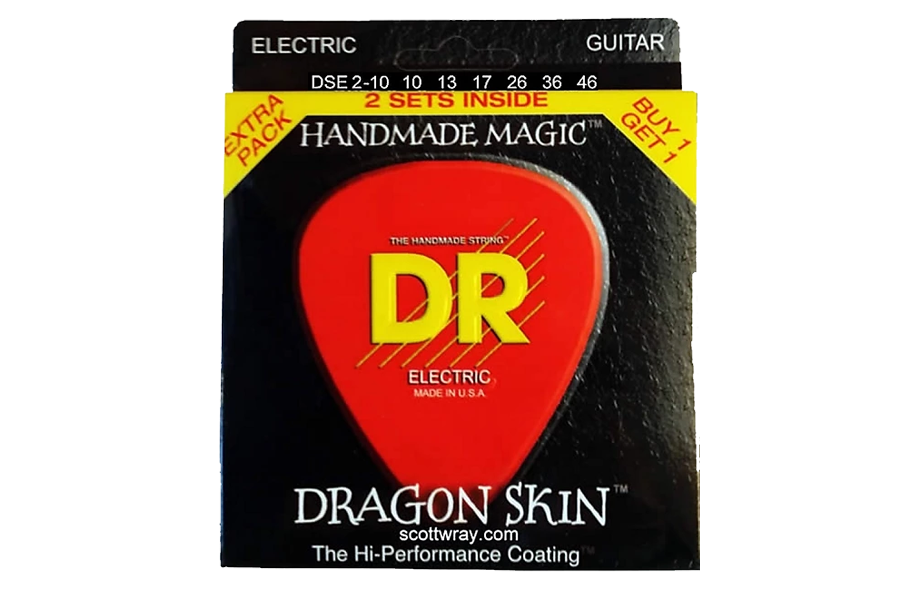 ELECTRIC
GUITAR
DSE 2-10 10 13 17 26 36 46
2 SETS INSIDE
EXTRA
PACK
BUY 1
GET 1
HANDMADE MAGIC™
THE HANDMADE STRING™
DR
ELECTRIC
MADE IN U.S.A.
DRAGON SKIN™
scottwray.com
The Hi-Performance Coating™